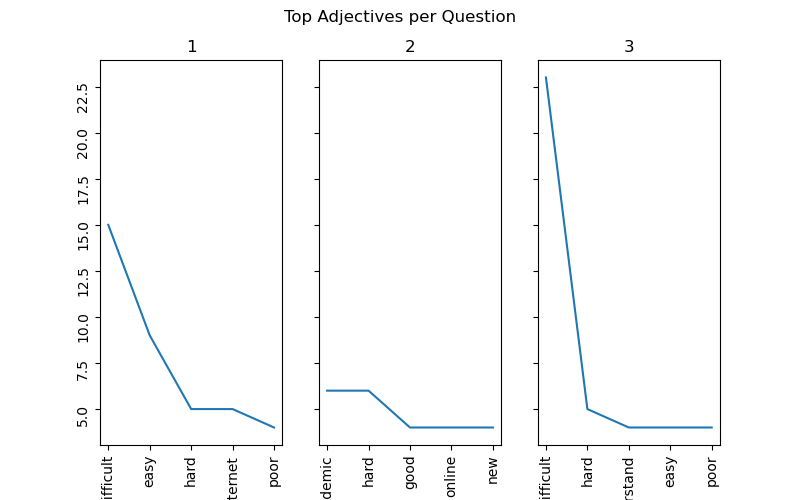 Top Adjectives per Question
1 2 3
22.5
20.0
17.5
15.0
12.5
10.0
7.5
5.0
ifficult easy hard ternet poor demic hard good online new ifficult hard rstand easy poor